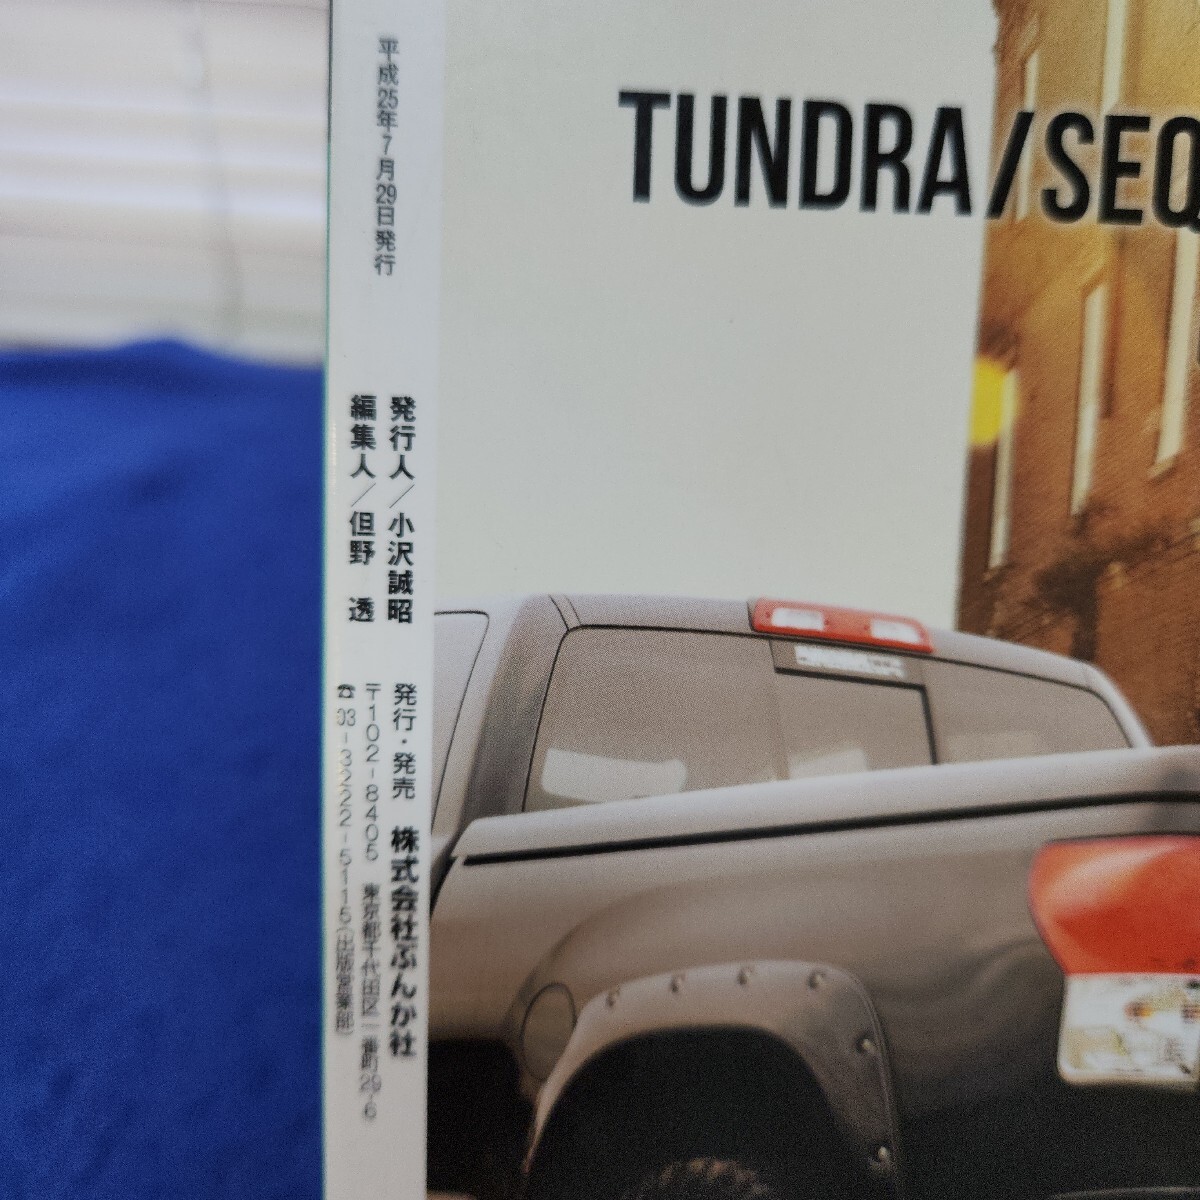 平成25年7月29日発行
発行人／小沢誠昭
編集人／但野 透
発行・発売 株式会社ぶんか社
〒102-8405 東京都千代田区一番町29-6
☎03-3222-5115(出版営業部)
TUNDRA/SEQ